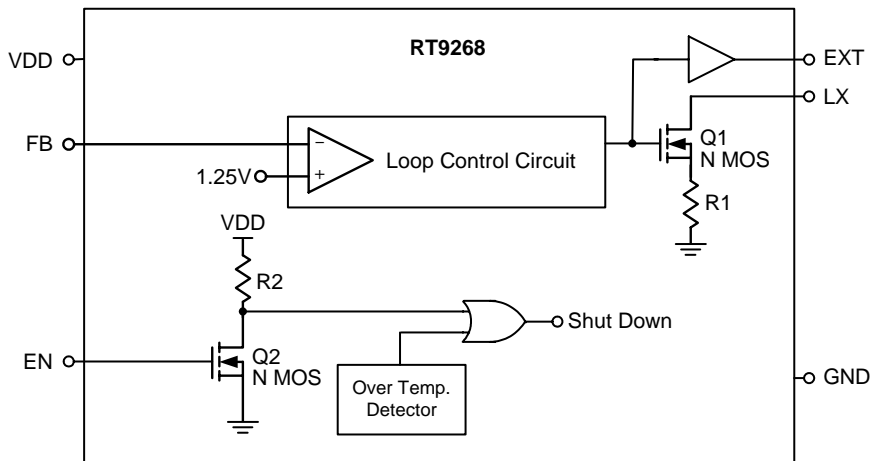 RT9268
VDD
EXT
LX
FB
−
Loop Control Circuit
Q1
N MOS
1.25V
+
R1
VDD
R2
Shut Down
EN
Q2
N MOS
Over Temp.
Detector
GND